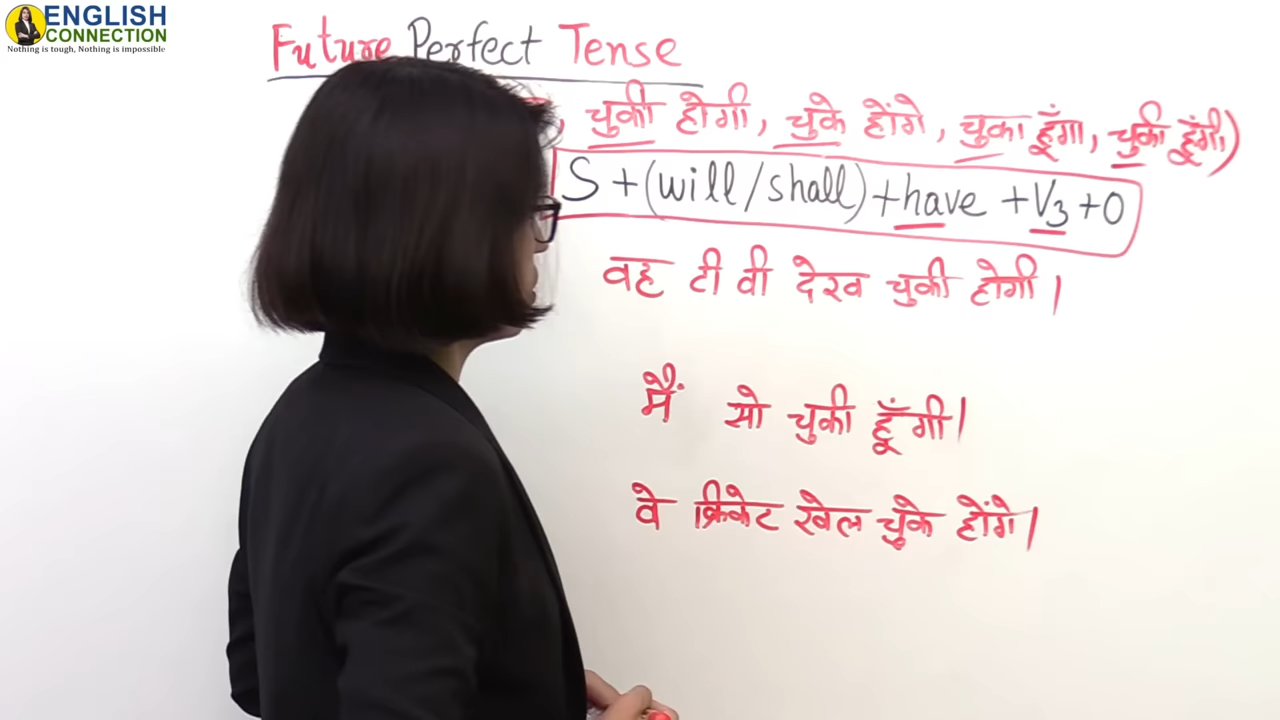 ENGLISH
CONNECTION
Nothing is tough, Nothing is impossible
Future Perfect Tense
, चुकी होगी, चुके होंगे, चुका हूँगा, चुकी हूँगी)
S + (will/shall) + have + V3 + O
वह टी वी देख चुकी होगी।
मैं सो चुकी हूँगी।
वे क्रिकेट खेल चुके होंगे।